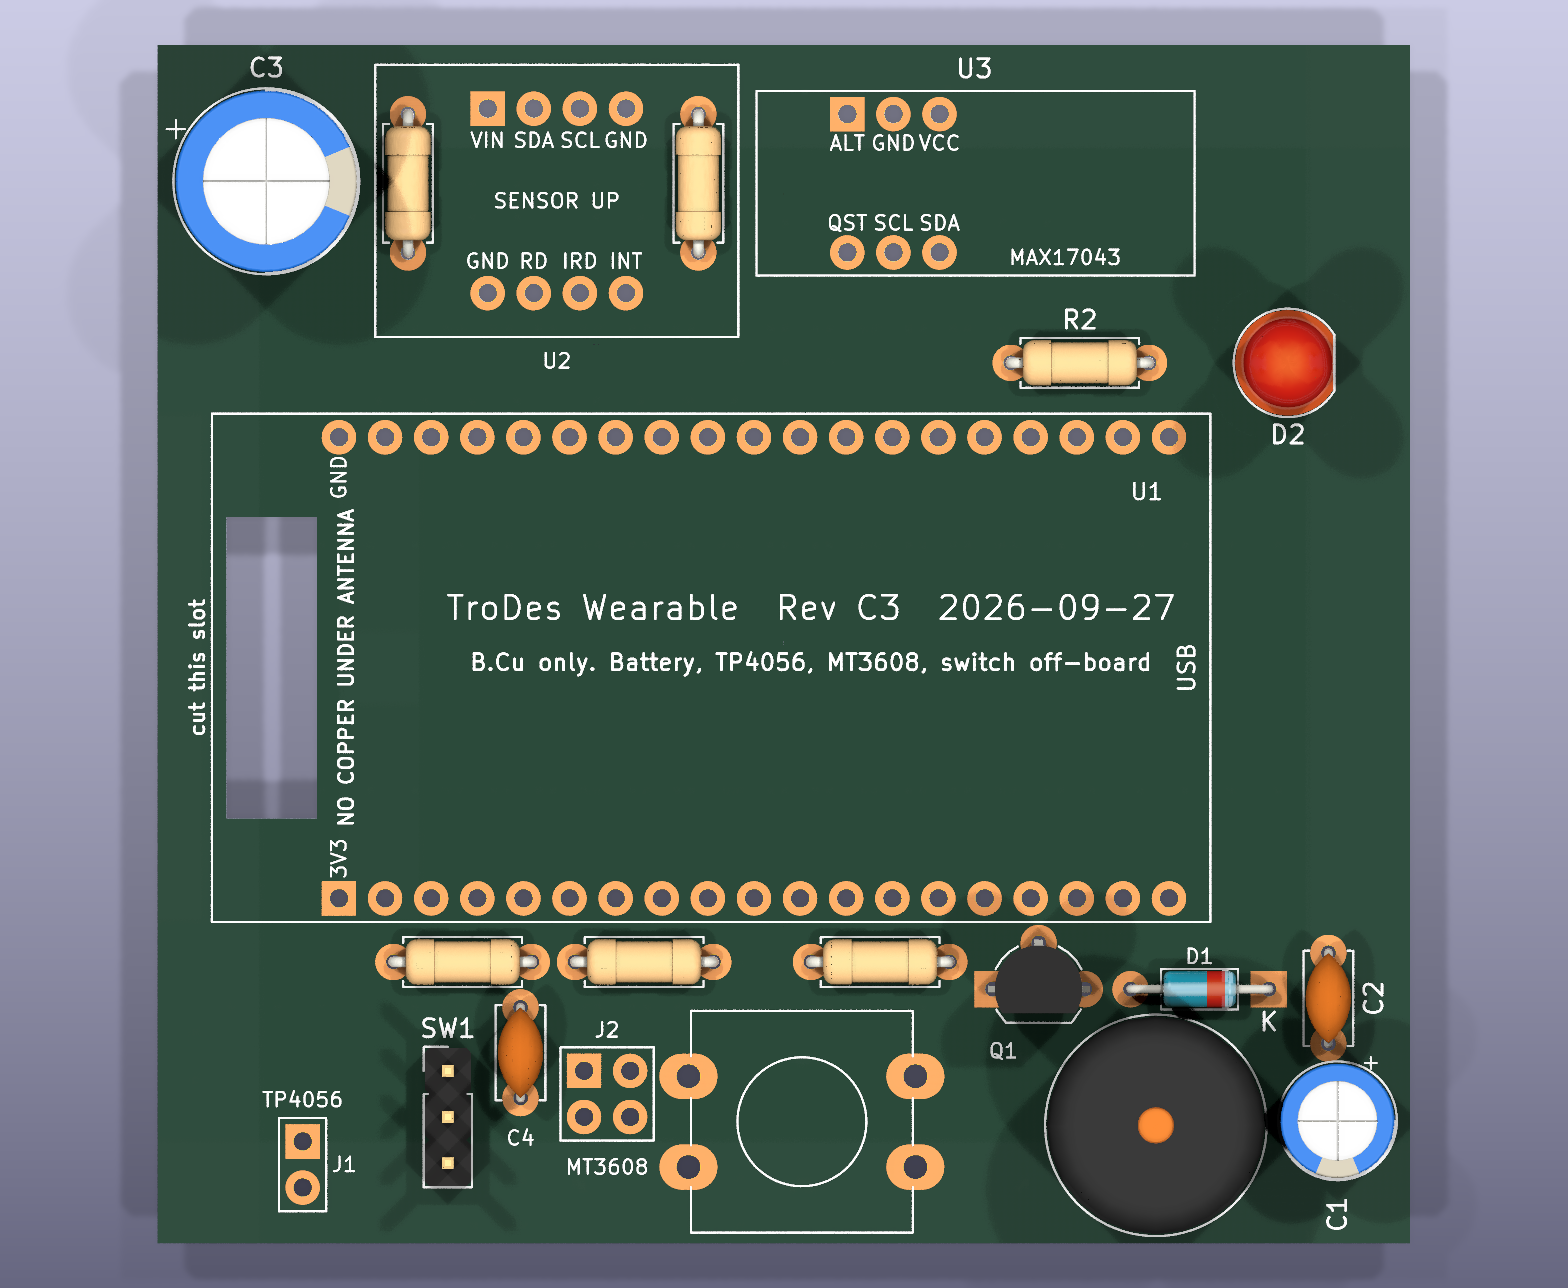 C3
U3
+
VIN SDA SCL GND
ALT GND VCC
SENSOR UP
QST SCL SDA
GND RD IRD INT
MAX17043
R2
U2
D2
GND
U1
NO COPPER UNDER ANTENNA
cut this slot
TroDes Wearable Rev C3 2026-09-27
B.Cu only. Battery, TP4056, MT3608, switch off-board
USB
3V3
D1
C2
K
SW1
J2
Q1
+
TP4056
C4
J1
MT3608
C1